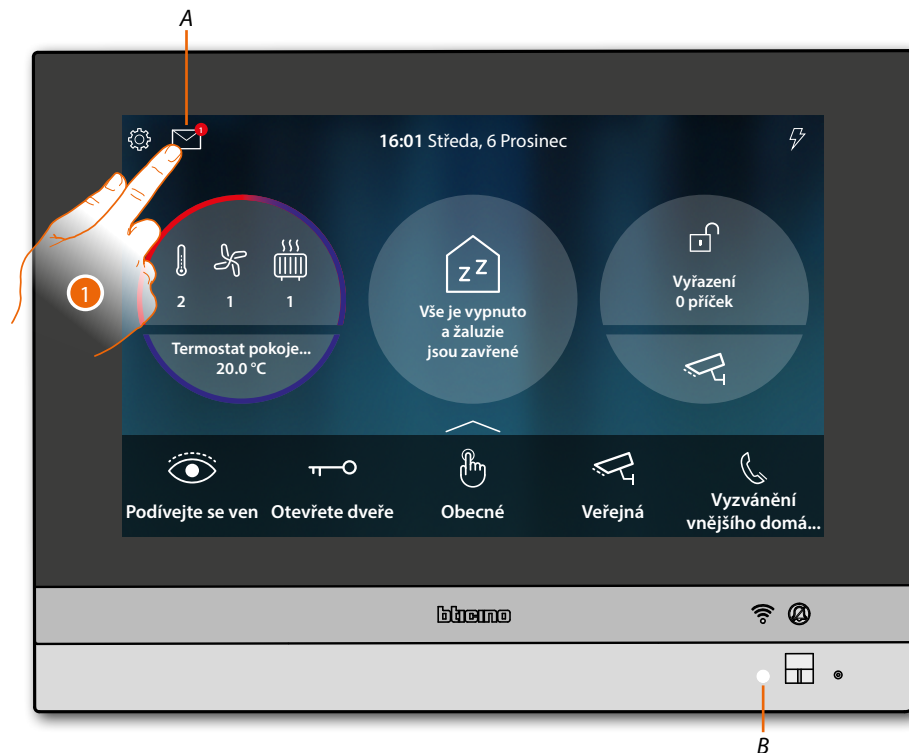 A
1
16:01 Středa, 6 Prosinec
1
2 1 1
Termostat pokoje...
20.0 °C
zZ
Vše je vypnuto
a žaluzie
jsou zavřené
Vyřazení
0 příček
Podívejte se ven
Otevřete dveře
Obecné
Veřejná
Vyzvánění
vnějšího domá...
bticino
B